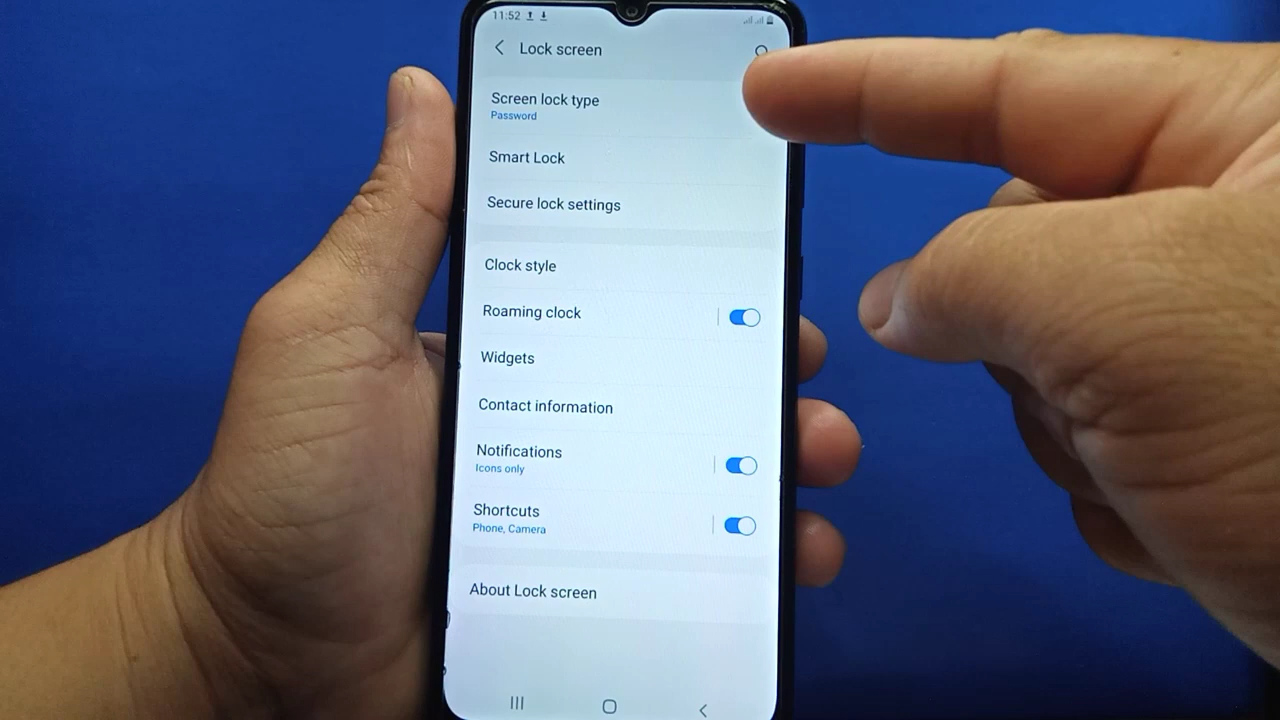 11:52
Lock screen
Screen lock type
Password
Smart Lock
Secure lock settings
Clock style
Roaming clock
Widgets
Contact information
Notifications
Icons only
Shortcuts
Phone, Camera
About Lock screen